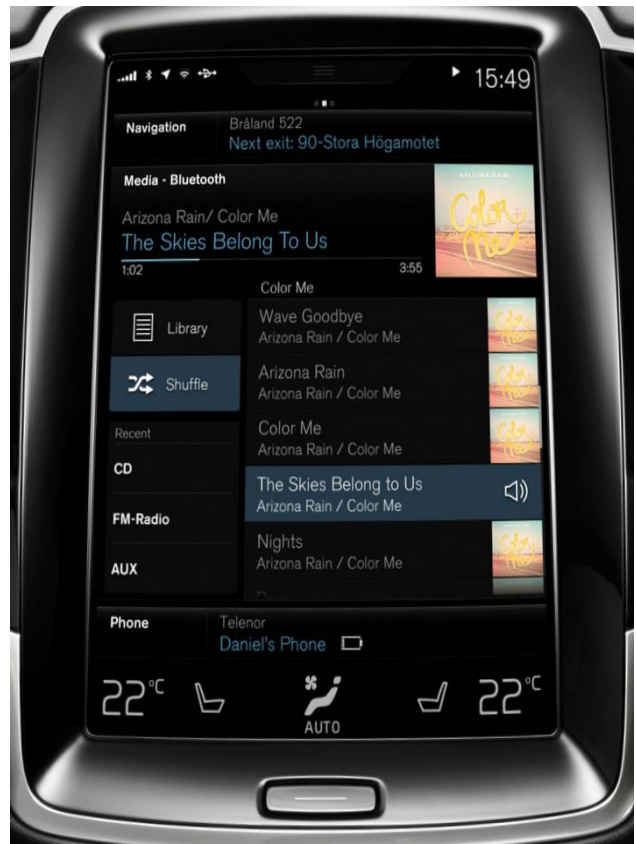 15:49
Navigation
Bråland 522
Next exit: 90-Stora Högamotet
Media - Bluetooth
Arizona Rain/ Color Me
The Skies Belong To Us
1:02
3:55
ARIZONA RAIN
Color
Me
Color Me
Library
Shuffle
Recent
CD
FM-Radio
AUX
Wave Goodbye
Arizona Rain / Color Me
Arizona Rain
Arizona Rain / Color Me
Color Me
Arizona Rain / Color Me
The Skies Belong to Us
Arizona Rain / Color Me
Nights
Arizona Rain / Color Me
Phone
Telenor
Daniel's Phone
22°C
AUTO
22°C